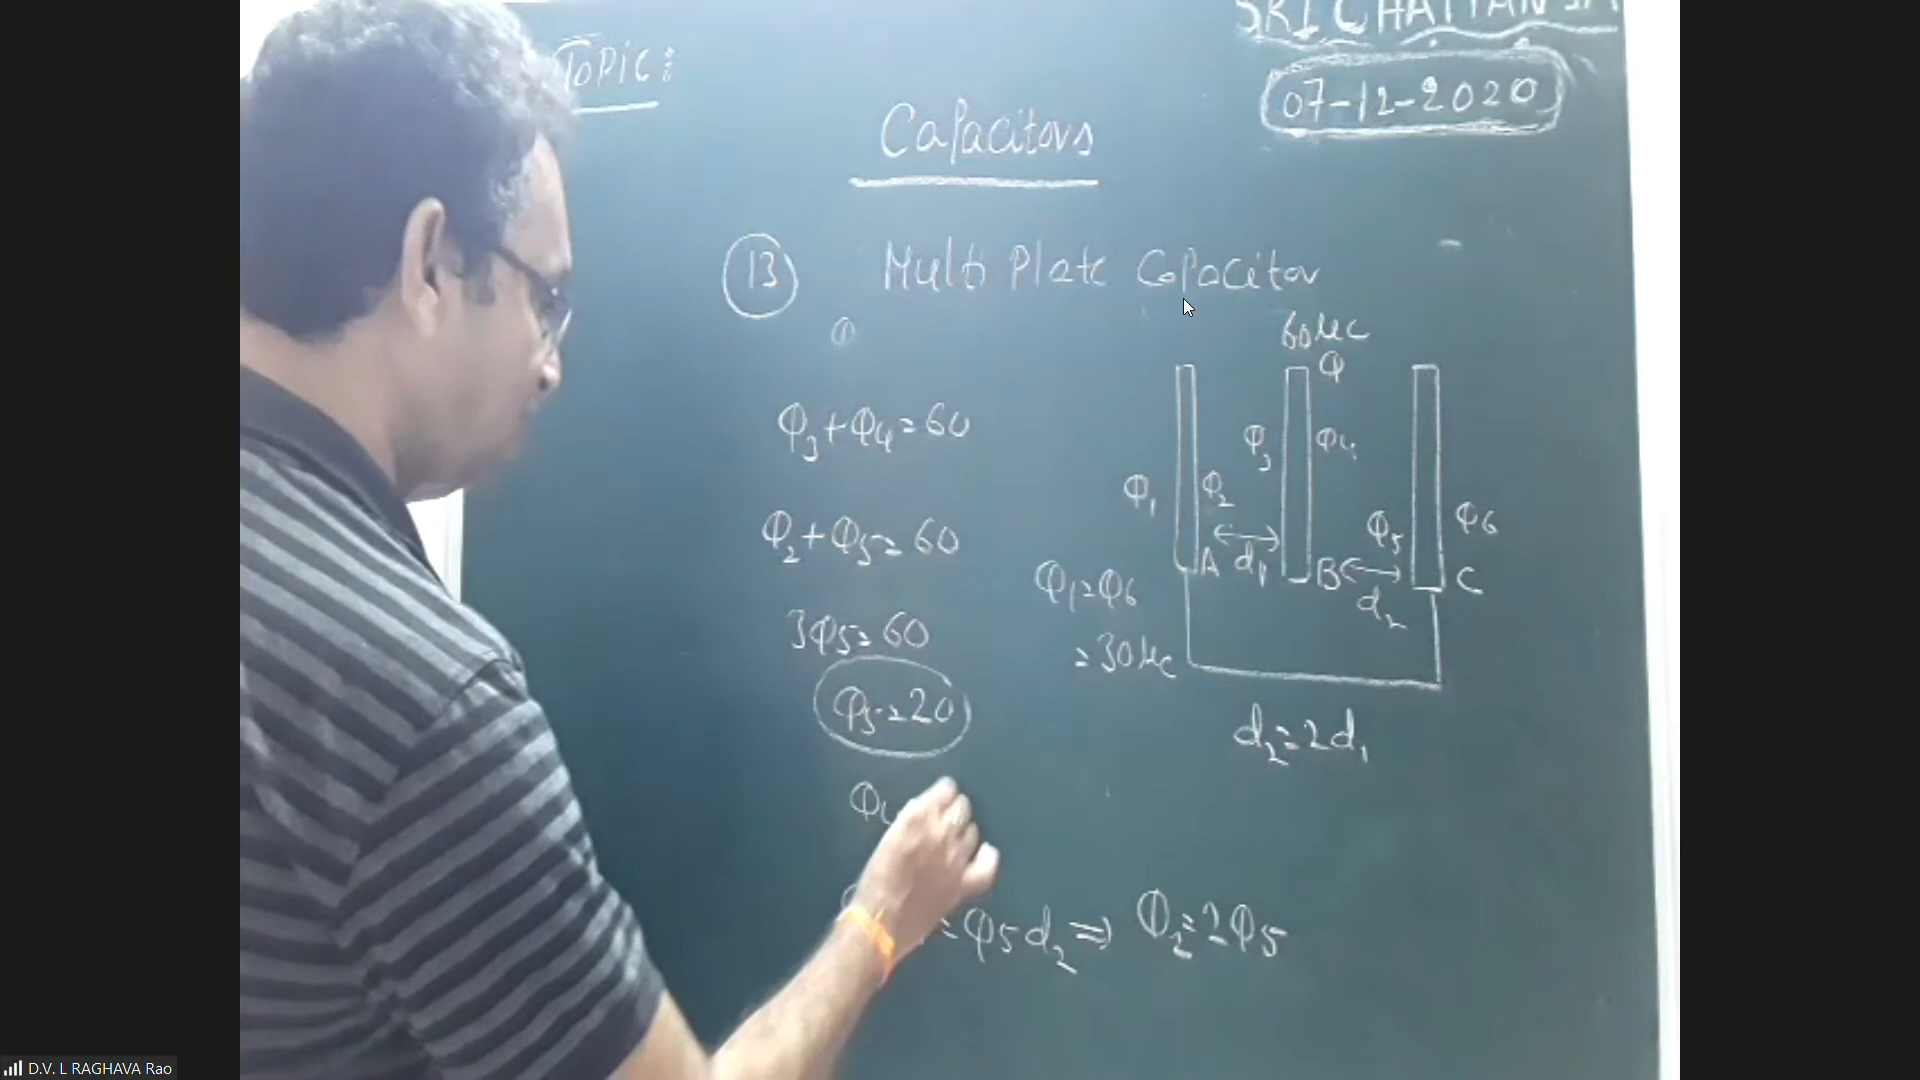 SRI CHAITANYA
TOPIC:
07-12-2020
Capacitors
13 Multi Plate Capacitor
60 μC
Q
Q
Q3+Q4=60
Q3 Q4
Q1 Q2
Q2+Q5=60
Q5 Q6
A d1 B C
d2
Q1=Q6
=30μC
3Q5=60
Q5=20
d2=2d1
=Q5d2⇒ Q2=2Q5
D.V. L RAGHAVA Rao